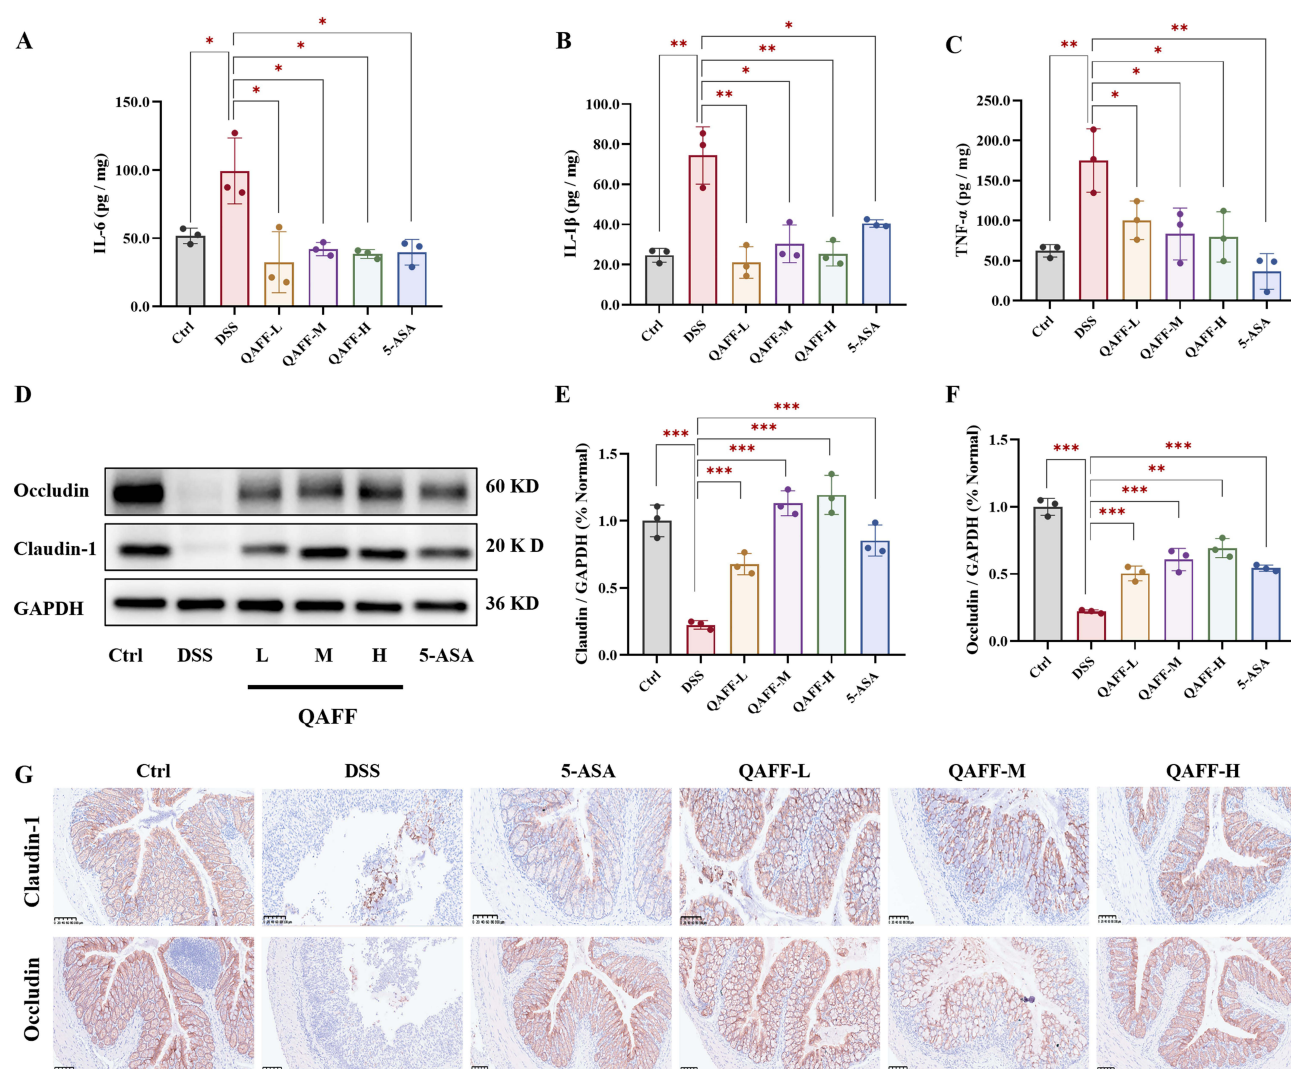 A
IL-6 (pg / mg)
150.0
100.0
50.0
0.0
*
*
*
*
*
Ctrl
DSS
QAFF-L
QAFF-M
QAFF-H
5-ASA
B
IL-1β (pg / mg)
100.0
80.0
60.0
40.0
20.0
0.0
**
*
**
*
**
Ctrl
DSS
QAFF-L
QAFF-M
QAFF-H
5-ASA
C
TNF-α (pg / mg)
250.0
200.0
150.0
100.0
50.0
0.0
**
**
*
*
*
Ctrl
DSS
QAFF-L
QAFF-M
QAFF-H
5-ASA
D
Occludin 60 KD
Claudin-1 20 K D
GAPDH 36 KD
Ctrl DSS L M H 5-ASA
QAFF
E
Claudin / GAPDH (% Normal)
1.5
1.0
0.5
0.0
***
***
***
***
***
Ctrl
DSS
QAFF-L
QAFF-M
QAFF-H
5-ASA
F
Occludin / GAPDH (% Normal)
1.5
1.0
0.5
0.0
***
***
**
***
***
Ctrl
DSS
QAFF-L
QAFF-M
QAFF-H
5-ASA
G
Ctrl DSS 5-ASA QAFF-L QAFF-M QAFF-H
Claudin-1
Occludin